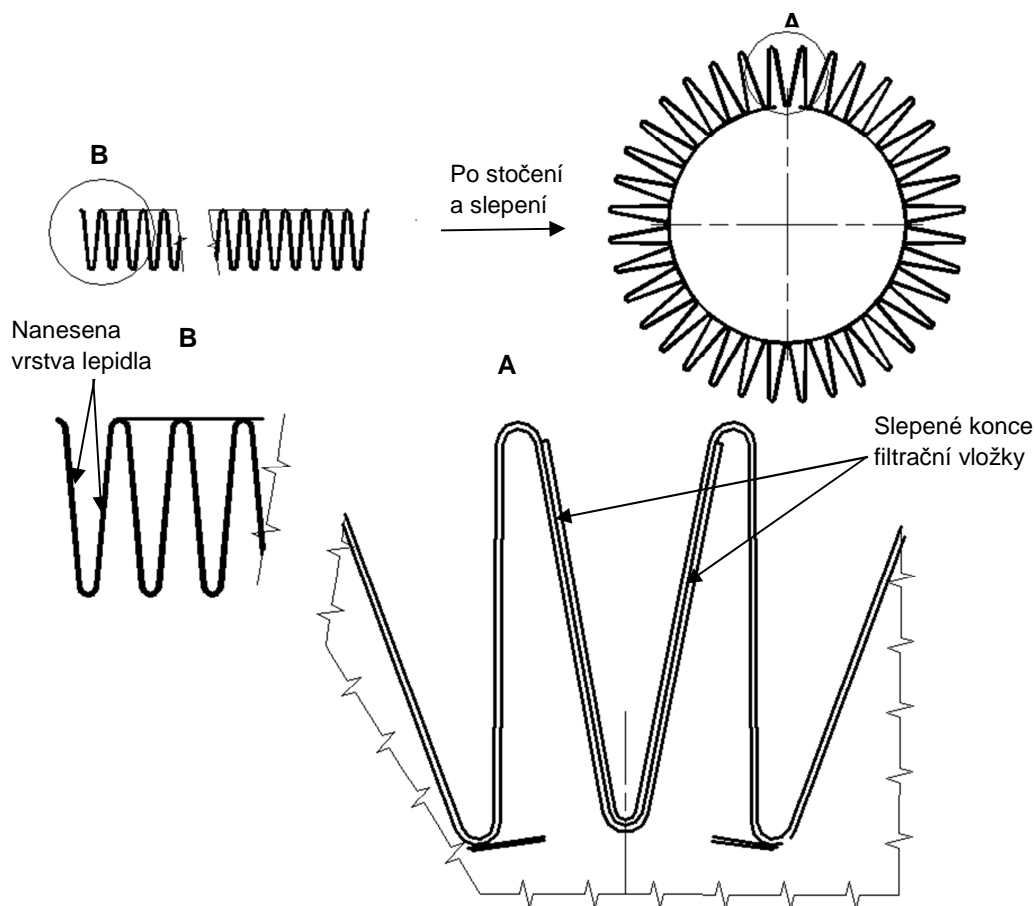 A
B
Po stočení
a slepení
Nanesena
vrstva lepidla
B
A
Slepené konce
filtrační vložky